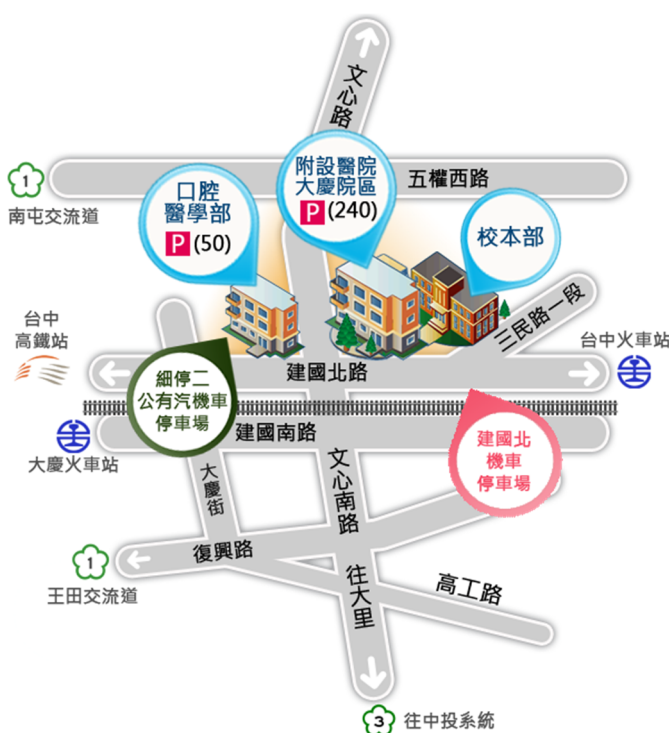 文心路
1
南屯交流道
五權西路
口腔
醫學部
P (50)
附設醫院
大慶院區
P (240)
校本部
三民路一段
台中
高鐵站
台中火車站
建國北路
細停二
公有汽機車
停車場
建國南路
大慶火車站
建國北
機車
停車場
大慶街
文心南路
復興路
1
王田交流道
往大里
高工路
3 往中投系統